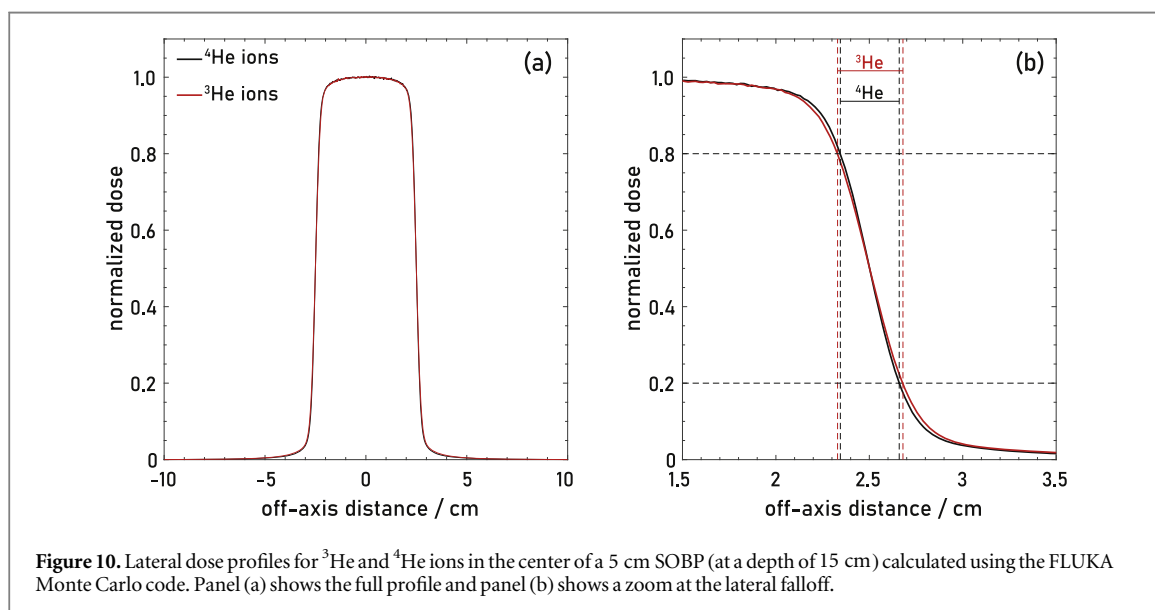 ⁴He ions
³He ions
(a)
normalized dose
1.0
0.8
0.6
0.4
0.2
0
-10
-5
0
5
10
off-axis distance / cm
(b)
³He
⁴He
normalized dose
1.0
0.8
0.6
0.4
0.2
0
1.5
2
2.5
3
3.5
off-axis distance / cm
Figure 10. Lateral dose profiles for ³He and ⁴He ions in the center of a 5 cm SOBP (at a depth of 15 cm) calculated using the FLUKA
Monte Carlo code. Panel (a) shows the full profile and panel (b) shows a zoom at the lateral falloff.